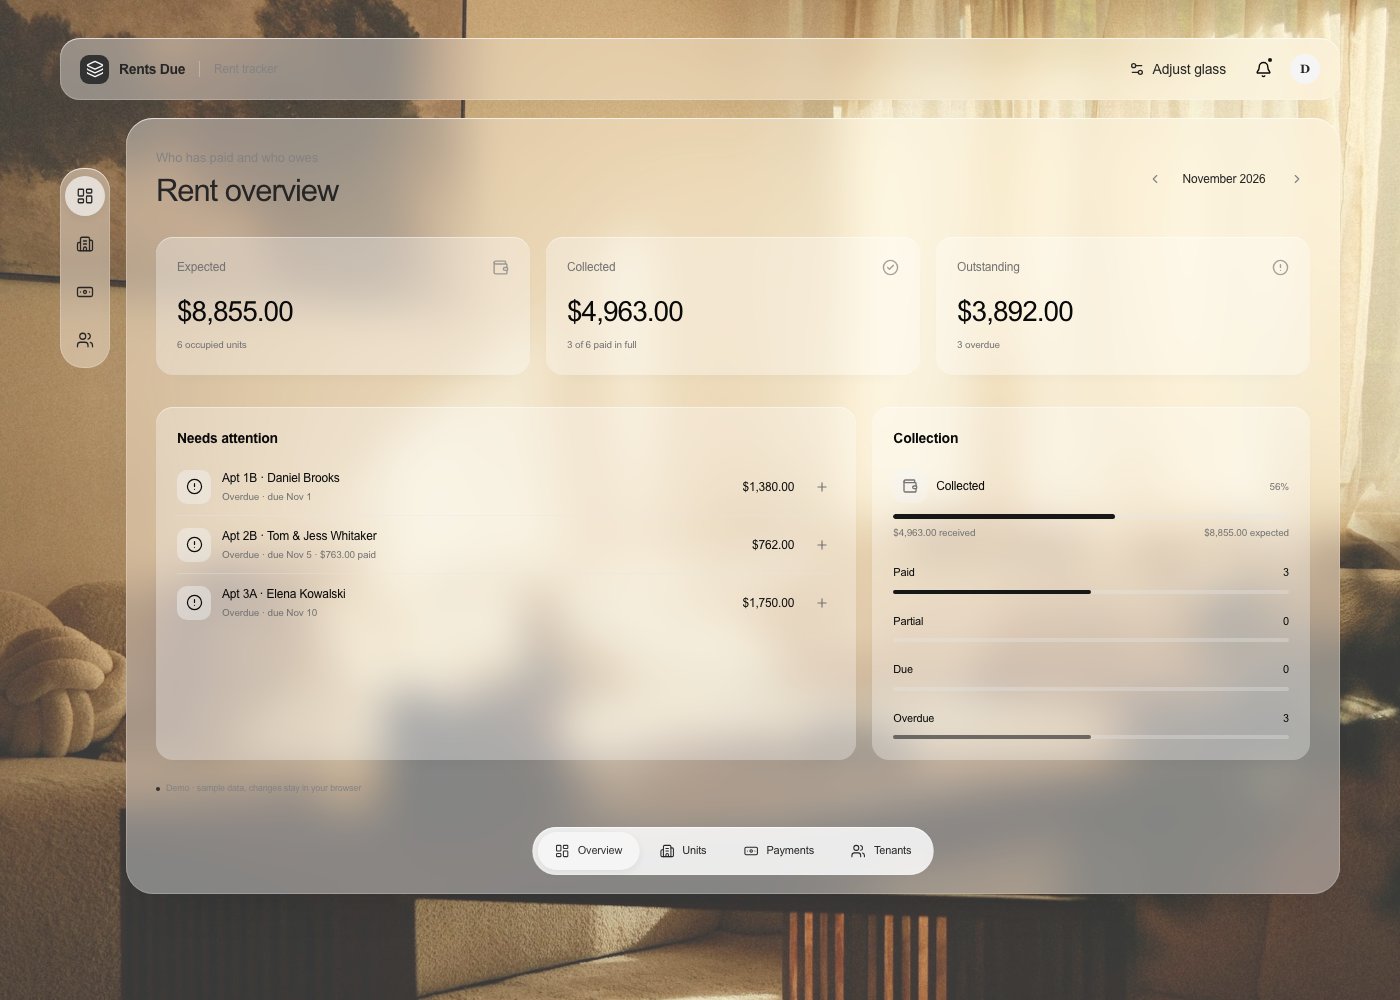 Rents Due
Rent tracker
Adjust glass
D
Who has paid and who owes
Rent overview
November 2026
Expected
$8,855.00
6 occupied units
Collected
$4,963.00
3 of 6 paid in full
Outstanding
$3,892.00
3 overdue
Needs attention
Apt 1B · Daniel Brooks
Overdue · due Nov 1
$1,380.00
Apt 2B · Tom & Jess Whitaker
Overdue · due Nov 5 · $763.00 paid
$762.00
Apt 3A · Elena Kowalski
Overdue · due Nov 10
$1,750.00
Collection
Collected
56%
$4,963.00 received
$8,855.00 expected
Paid
3
Partial
0
Due
0
Overdue
3
Demo · sample data, changes stay in your browser
Overview
Units
Payments
Tenants